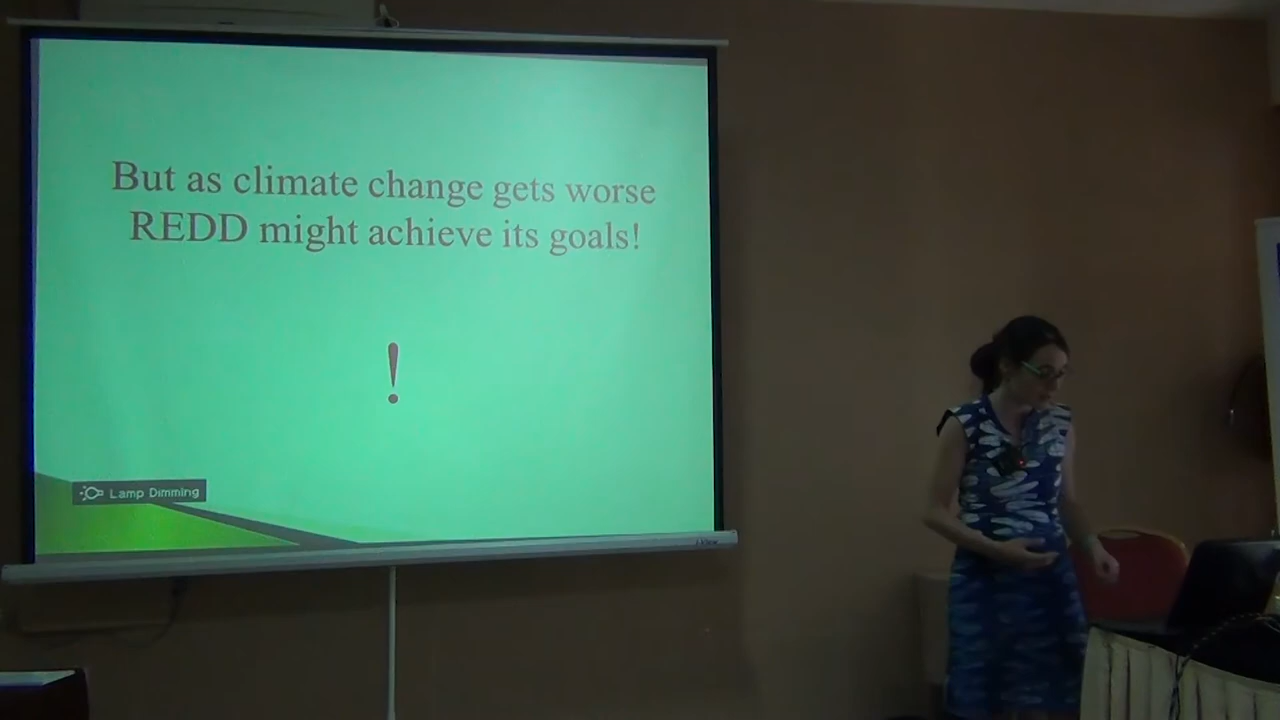 But as climate change gets worse
REDD might achieve its goals!
!
Lamp Dimming